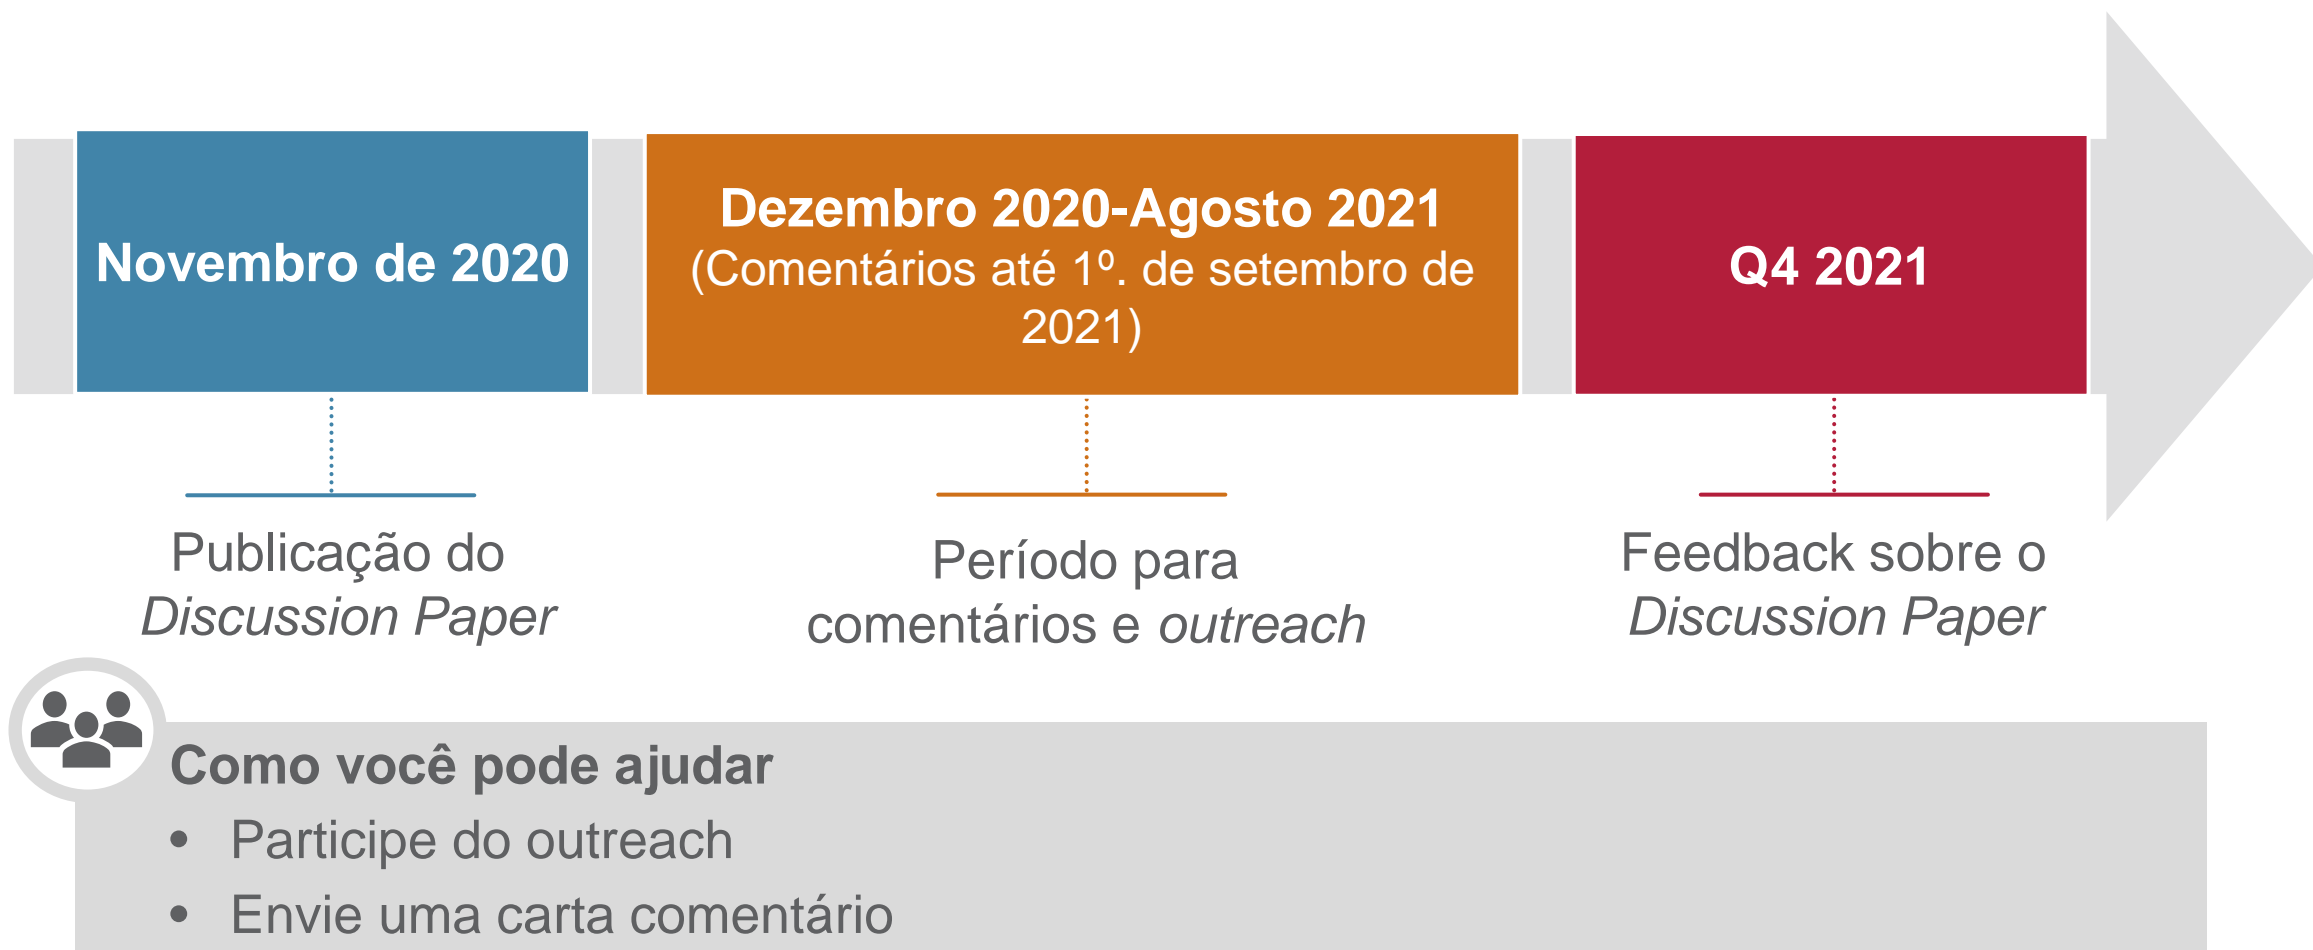 Novembro de 2020
Dezembro 2020-Agosto 2021
(Comentários até 1º. de setembro de
2021)
Q4 2021
Publicação do
Discussion Paper
Período para
comentários e outreach
Feedback sobre o
Discussion Paper
Como você pode ajudar
• Participe do outreach
• Envie uma carta comentário